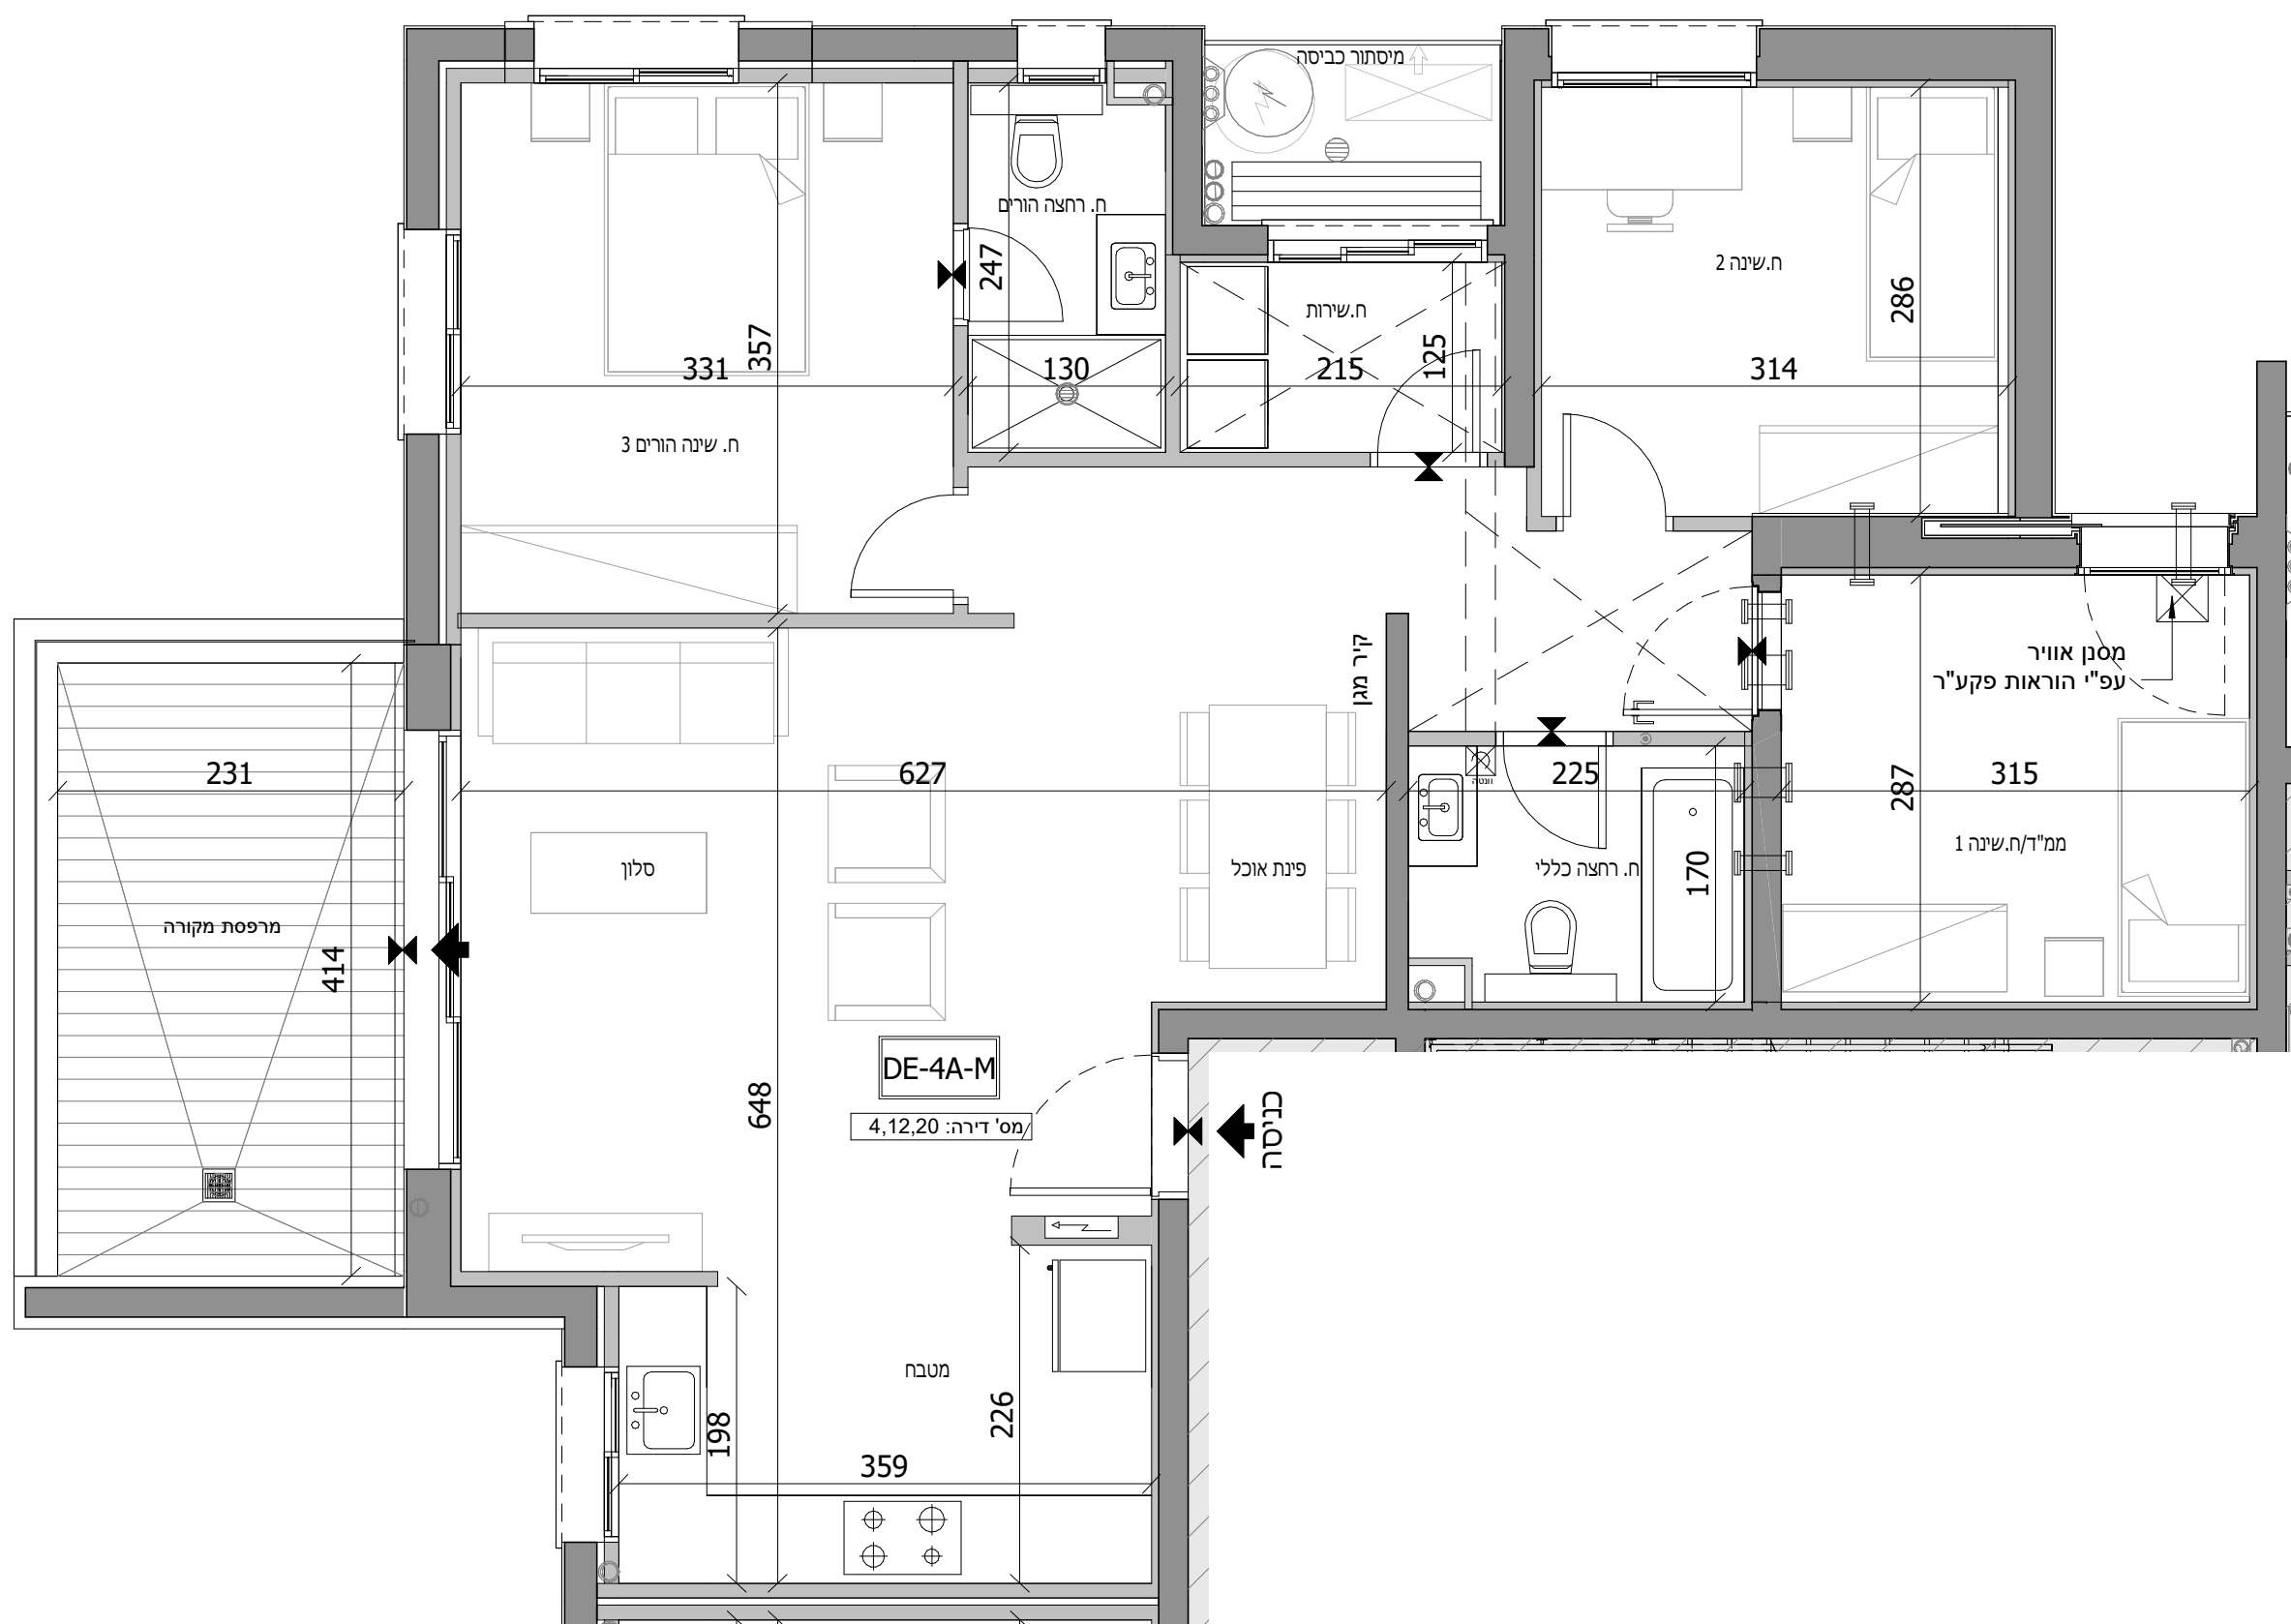 מיסתור כביסה
ח. רחצה הורים
247
ח.שינה 2
286
ח.שירות
125
357
331
130
215
314
ח. שינה הורים 3
קיר מגן
מסנן אוויר
עפ"י הוראות פקע"ר
231
627
וונטה
225
287
315
170
סלון
פינת אוכל
ח. רחצה כללי
ממ"ד/ח.שינה 1
מרפסת מקורה
414
DE-4A-M
מס' דירה: 4,12,20
648
כניסה
מטבח
198
226
359